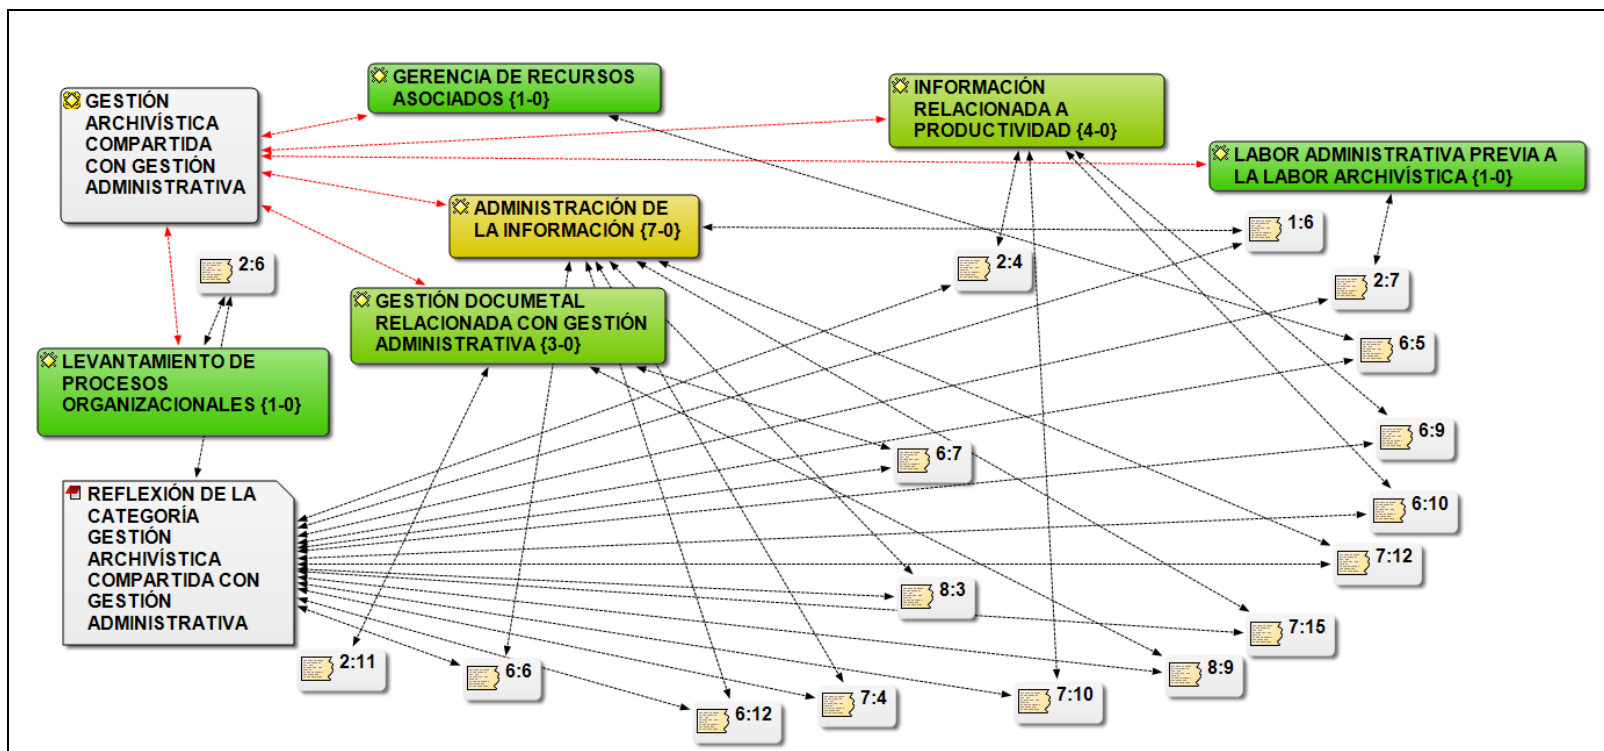 GESTIÓN
ARCHIVÍSTICA
COMPARTIDA
CON GESTIÓN
ADMINISTRATIVA
GERENCIA DE RECURSOS
ASOCIADOS {1-0}
INFORMACIÓN
RELACIONADA A
PRODUCTIVIDAD {4-0}
LABOR ADMINISTRATIVA PREVIA A
LA LABOR ARCHIVÍSTICA {1-0}
ADMINISTRACIÓN DE
LA INFORMACIÓN {7-0}
1:6
2:6
2:4
2:7
GESTIÓN DOCUMETAL
RELACIONADA CON GESTIÓN
ADMINISTRATIVA {3-0}
6:5
LEVANTAMIENTO DE
PROCESOS
ORGANIZACIONALES {1-0}
6:9
6:7
REFLEXIÓN DE LA
CATEGORÍA
GESTIÓN
ARCHIVÍSTICA
COMPARTIDA CON
GESTIÓN
ADMINISTRATIVA
6:10
7:12
8:3
7:15
2:11
6:6
8:9
7:4
7:10
6:12